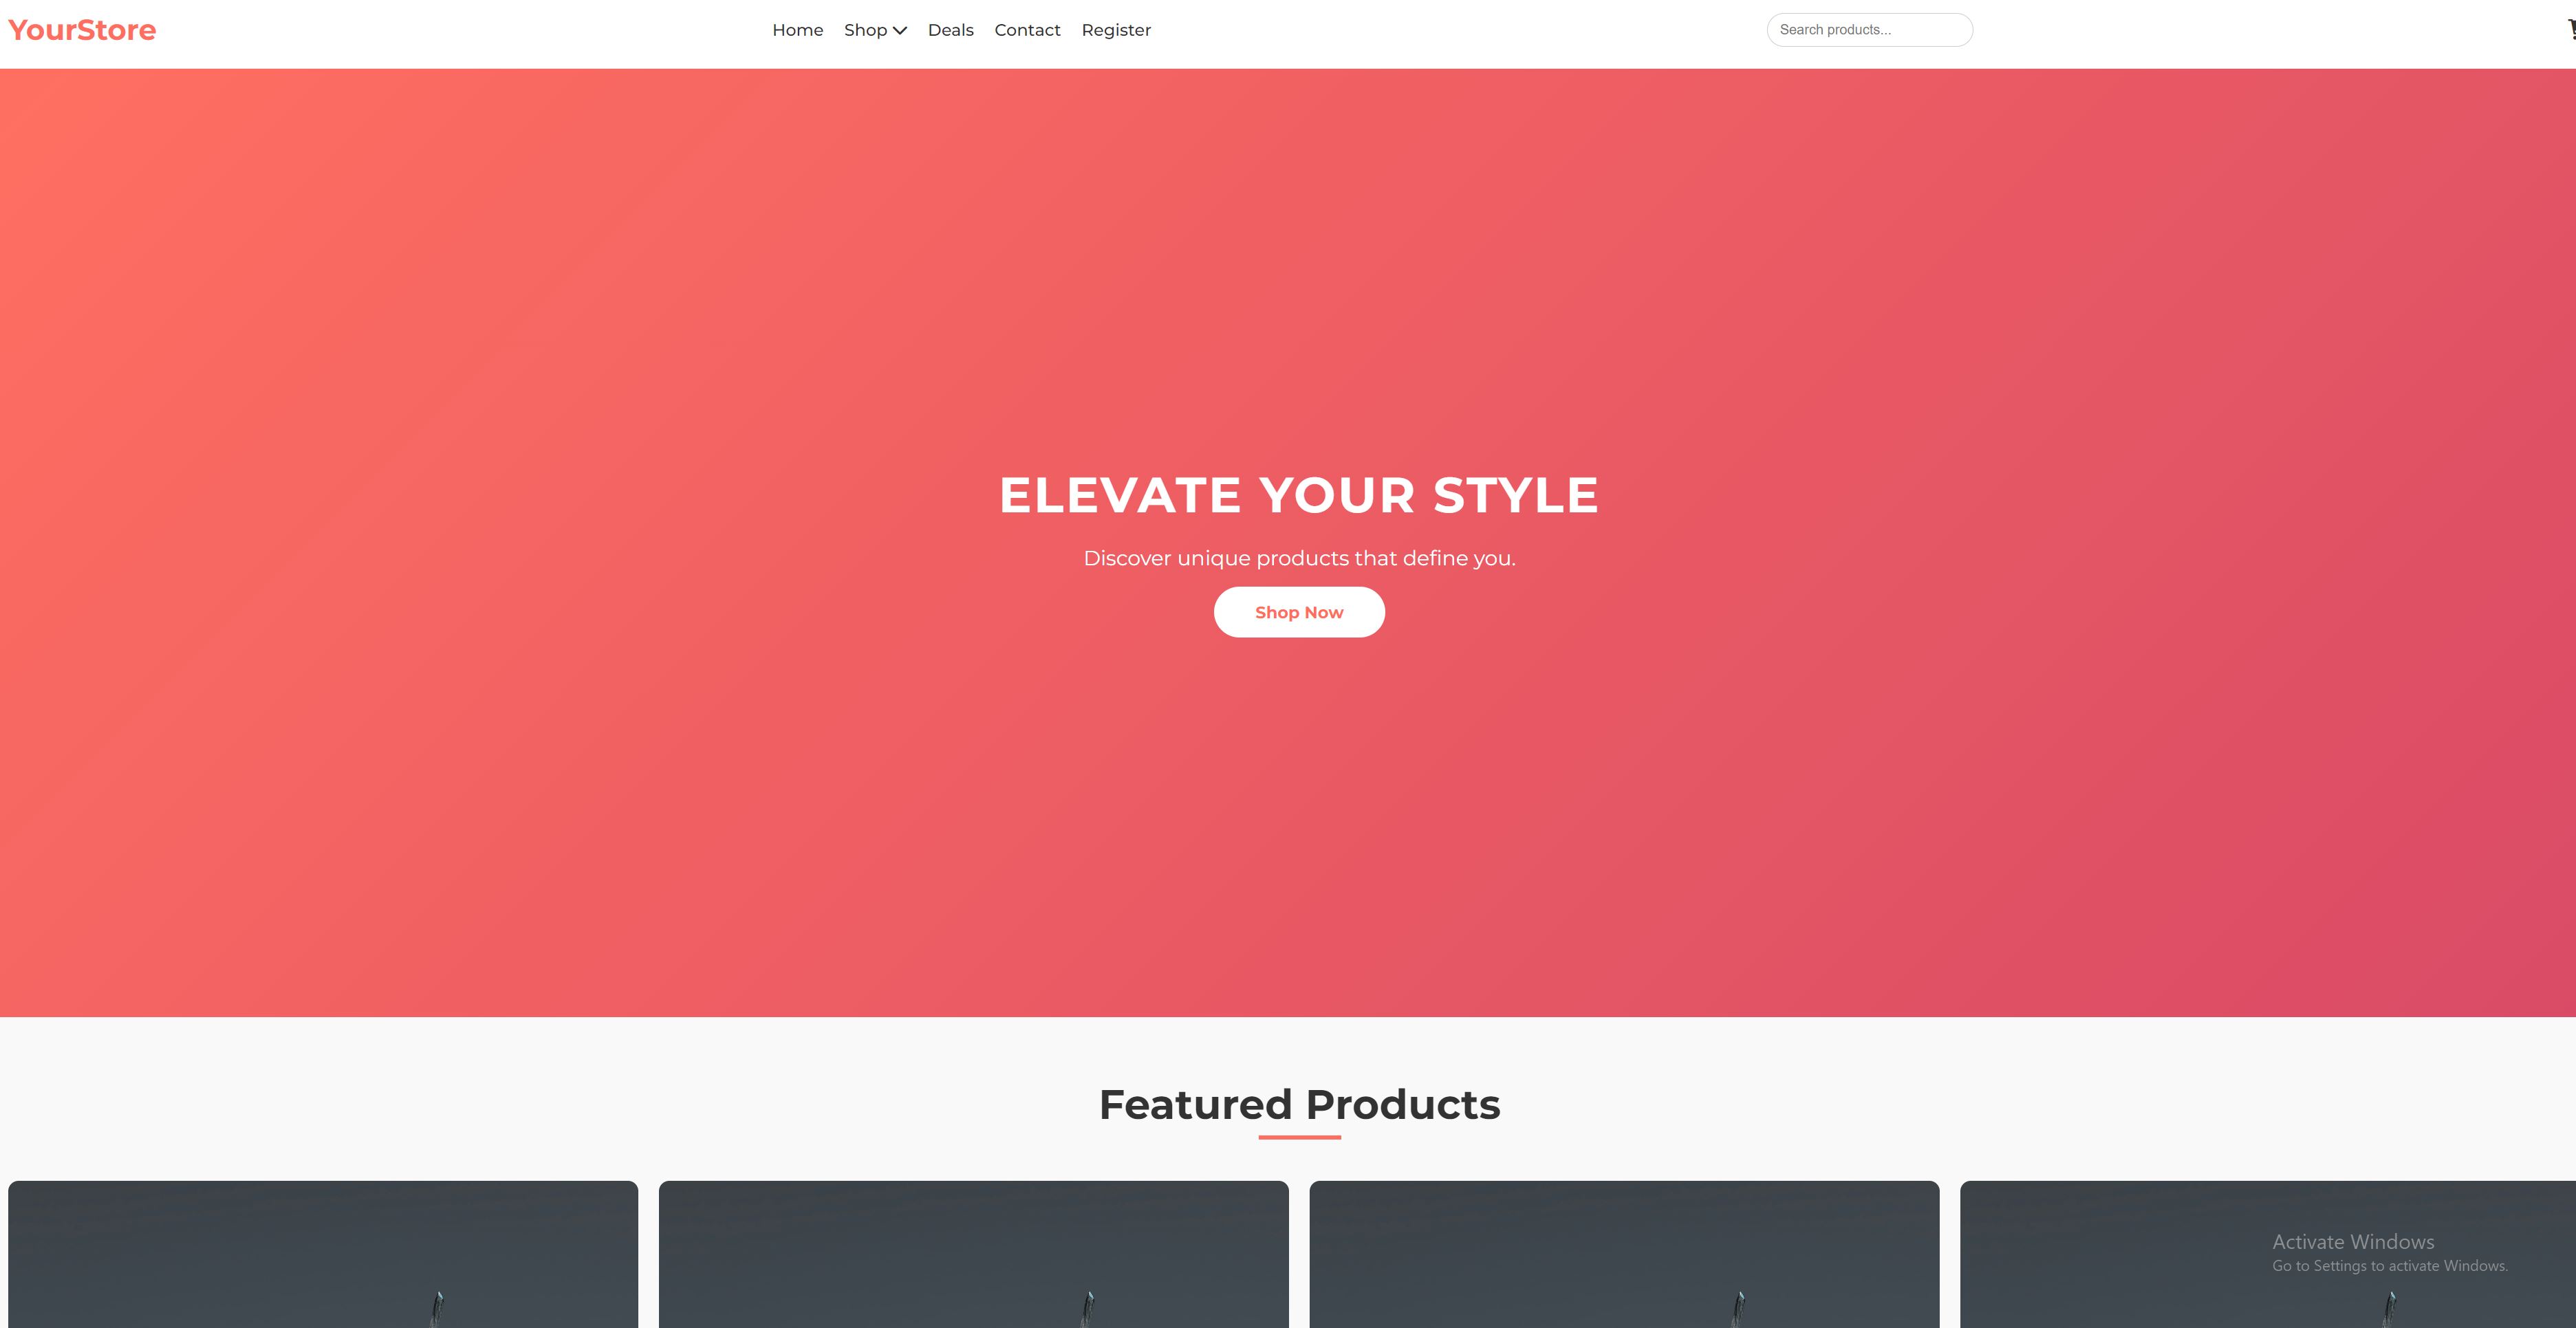 YourStore
Home Shop Deals Contact Register
Search products...
ELEVATE YOUR STYLE
Discover unique products that define you.
Shop Now
Featured Products
Activate Windows
Go to Settings to activate Windows.